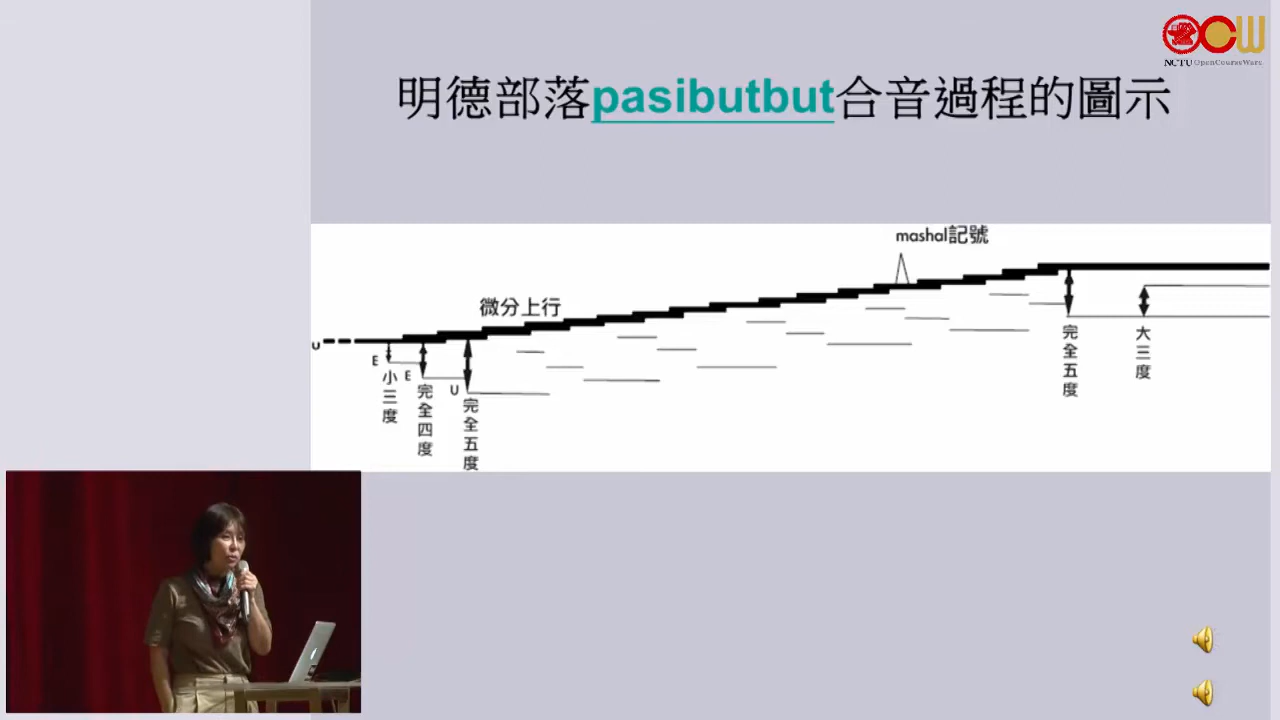 NCTU OpenCourseWare
明德部落pasibutbut合音過程的圖示
mashal記號
微分上行
U
E
小三度
E
完全四度
U
完全五度
完全五度
大三度